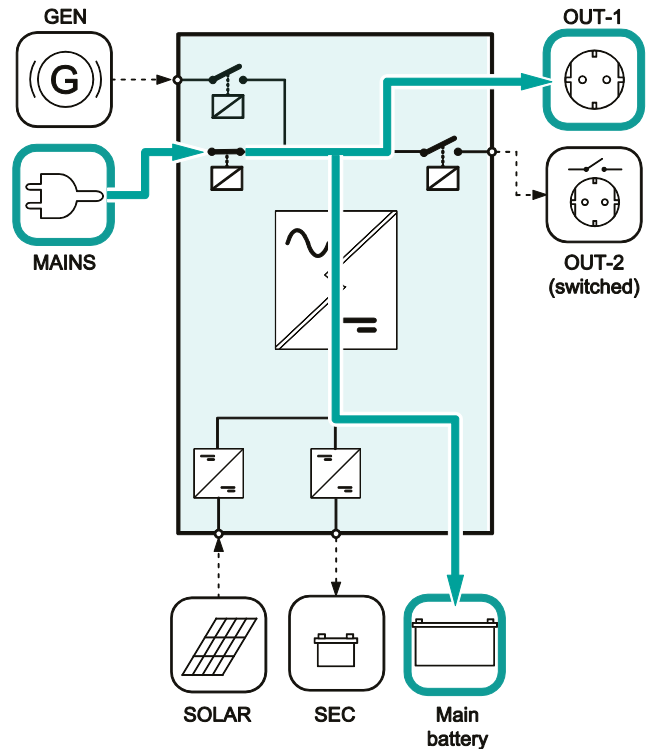 GEN
OUT-1
G
MAINS
OUT-2
(switched)
SOLAR
SEC
Main
battery